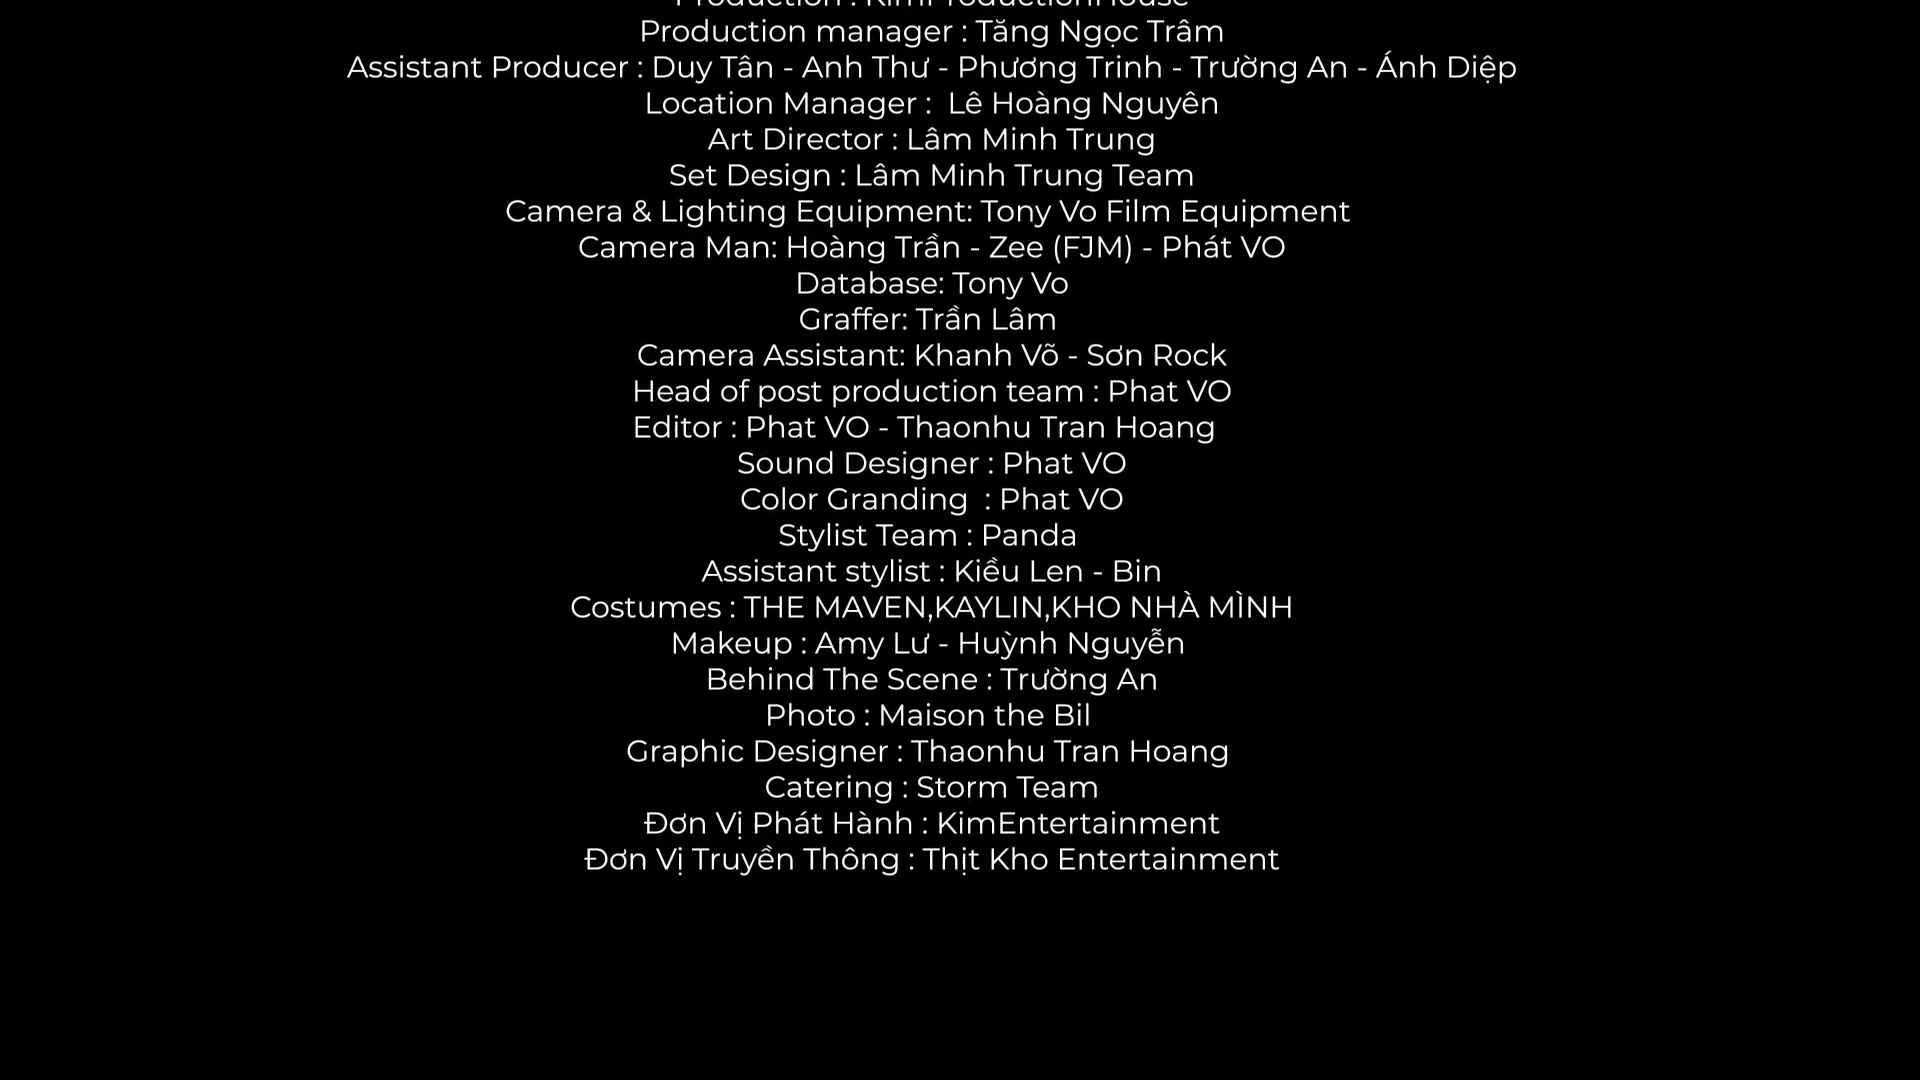 Production : KimProductionHouse
Production manager : Tăng Ngọc Trâm
Assistant Producer : Duy Tân - Anh Thư - Phương Trinh - Trường An - Ánh Diệp
Location Manager :  Lê Hoàng Nguyên
Art Director : Lâm Minh Trung
Set Design : Lâm Minh Trung Team
Camera & Lighting Equipment: Tony Vo Film Equipment
Camera Man: Hoàng Trần - Zee (FJM) - Phát VO
Database: Tony Vo
Graffer: Trần Lâm
Camera Assistant: Khanh Võ - Sơn Rock
Head of post production team : Phat VO
Editor : Phat VO - Thaonhu Tran Hoang
Sound Designer : Phat VO
Color Granding  : Phat VO
Stylist Team : Panda
Assistant stylist : Kiều Len - Bin
Costumes : THE MAVEN,KAYLIN,KHO NHÀ MÌNH
Makeup : Amy Lư - Huỳnh Nguyễn
Behind The Scene : Trường An
Photo : Maison the Bil
Graphic Designer : Thaonhu Tran Hoang
Catering : Storm Team
Đơn Vị Phát Hành : KimEntertainment
Đơn Vị Truyền Thông : Thịt Kho Entertainment